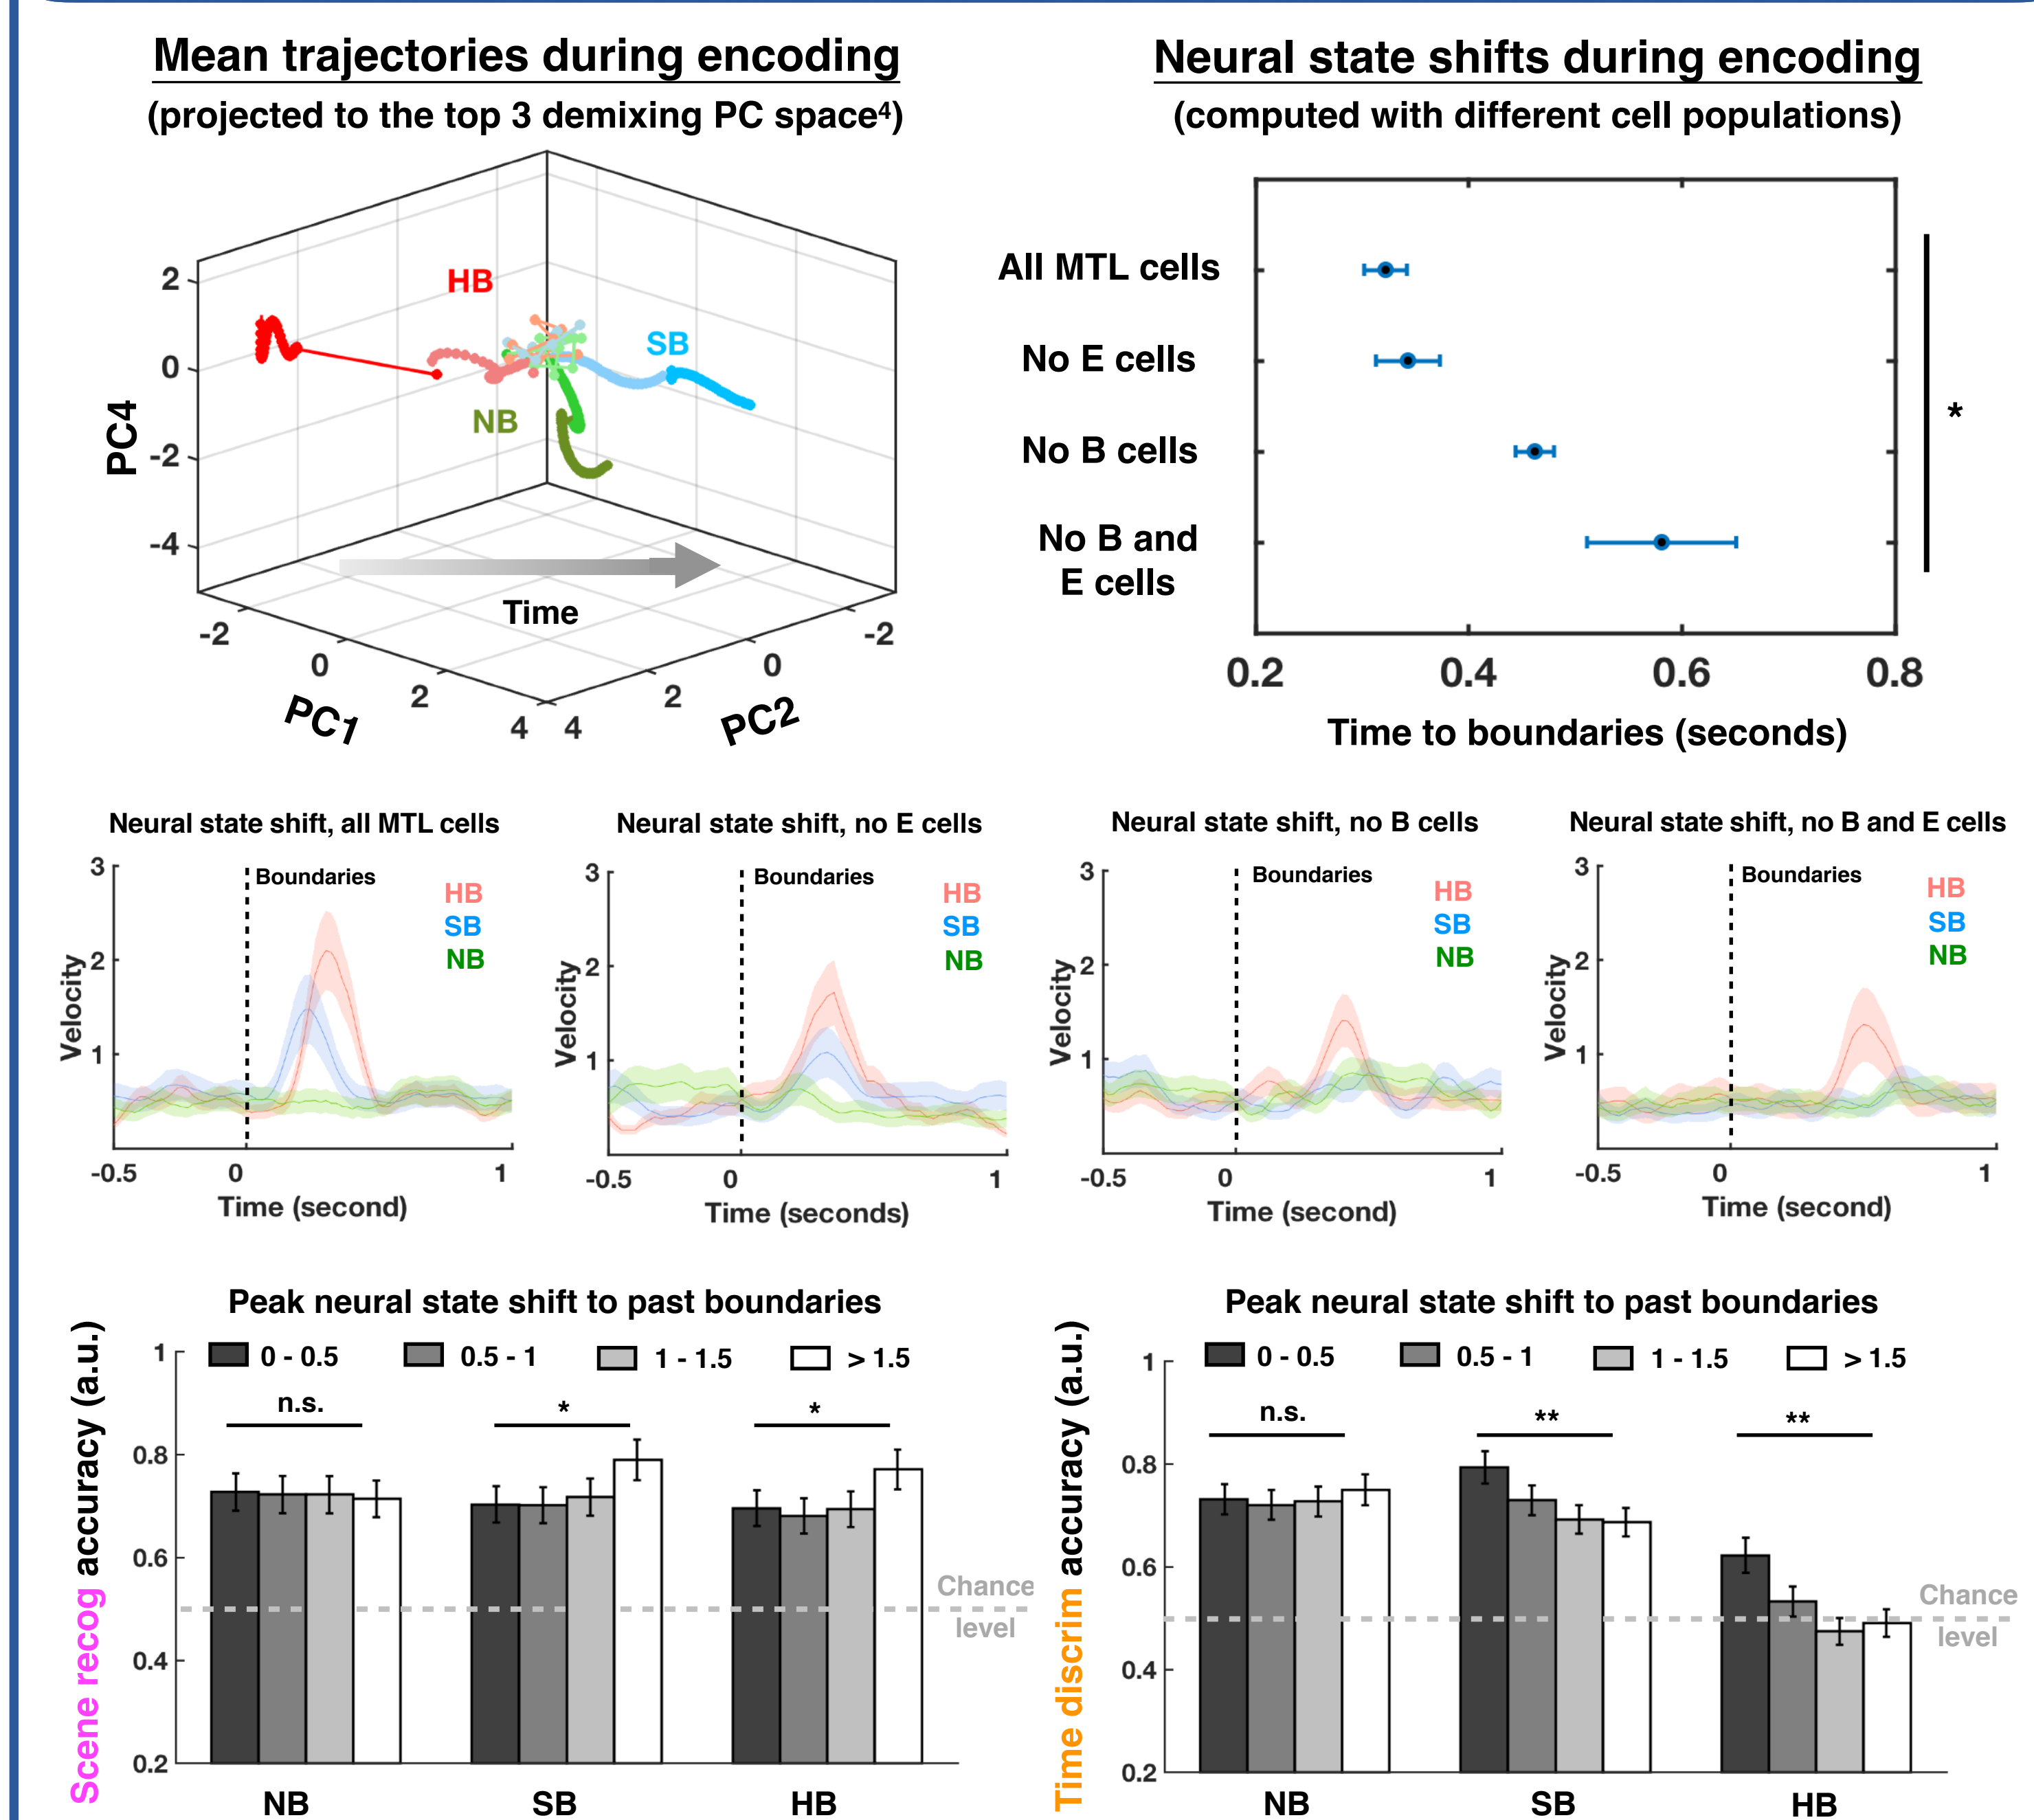 Mean trajectories during encoding
(projected to the top 3 demixing PC space⁴)
HB
SB
NB
PC4
2
0
-2
-4
Time
-2
0
2
4
PC1
4
2
0
-2
PC2
Neural state shifts during encoding
(computed with different cell populations)
All MTL cells
No E cells
No B cells
No B and
E cells
*
0.2
0.4
0.6
0.8
Time to boundaries (seconds)
Neural state shift, all MTL cells
3
2
1
Velocity
Boundaries
HB
SB
NB
-0.5
0
1
Time (second)
Neural state shift, no E cells
3
2
1
Velocity
Boundaries
HB
SB
NB
-0.5
0
1
Time (seconds)
Neural state shift, no B cells
3
2
1
Velocity
Boundaries
HB
SB
NB
-0.5
0
1
Time (second)
Neural state shift, no B and E cells
3
2
1
Velocity
Boundaries
HB
SB
NB
-0.5
0
1
Time (second)
Peak neural state shift to past boundaries
0 - 0.5
0.5 - 1
1 - 1.5
> 1.5
Scene recog accuracy (a.u.)
1
0.8
0.6
0.4
0.2
n.s.
*
*
Chance
level
NB
SB
HB
Peak neural state shift to past boundaries
0 - 0.5
0.5 - 1
1 - 1.5
> 1.5
Time discrim accuracy (a.u.)
1
0.8
0.6
0.4
0.2
n.s.
**
**
Chance
level
NB
SB
HB